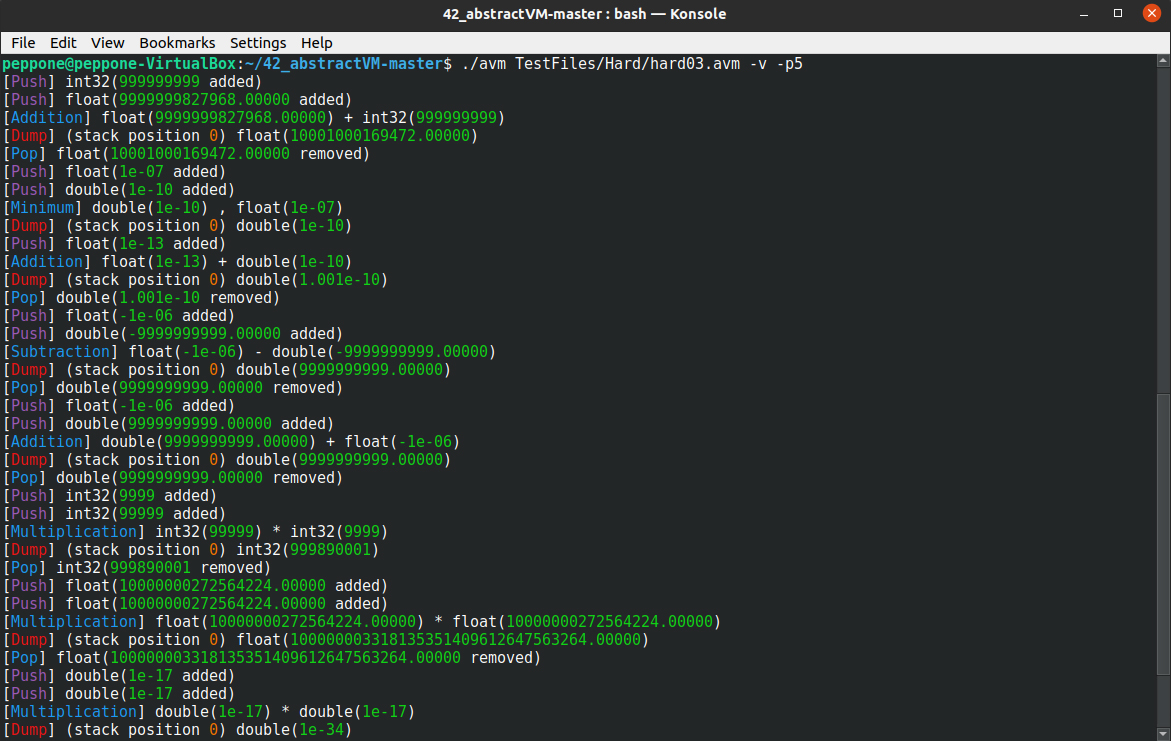 42_abstractVM-master : bash — Konsole
File Edit View Bookmarks Settings Help
peppone@peppone-VirtualBox:~/42_abstractVM-master$ ./avm TestFiles/Hard/hard03.avm -v -p5
[Push] int32(999999999 added)
[Push] float(9999999827968.00000 added)
[Addition] float(9999999827968.00000) + int32(999999999)
[Dump] (stack position 0) float(10001000169472.00000)
[Pop] float(10001000169472.00000 removed)
[Push] float(1e-07 added)
[Push] double(1e-10 added)
[Minimum] double(1e-10) , float(1e-07)
[Dump] (stack position 0) double(1e-10)
[Push] float(1e-13 added)
[Addition] float(1e-13) + double(1e-10)
[Dump] (stack position 0) double(1.001e-10)
[Pop] double(1.001e-10 removed)
[Push] float(-1e-06 added)
[Push] double(-9999999999.00000 added)
[Subtraction] float(-1e-06) - double(-9999999999.00000)
[Dump] (stack position 0) double(9999999999.00000)
[Pop] double(9999999999.00000 removed)
[Push] float(-1e-06 added)
[Push] double(9999999999.00000 added)
[Addition] double(9999999999.00000) + float(-1e-06)
[Dump] (stack position 0) double(9999999999.00000)
[Pop] double(9999999999.00000 removed)
[Push] int32(9999 added)
[Push] int32(99999 added)
[Multiplication] int32(99999) * int32(9999)
[Dump] (stack position 0) int32(999890001)
[Pop] int32(999890001 removed)
[Push] float(10000000272564224.00000 added)
[Push] float(10000000272564224.00000 added)
[Multiplication] float(10000000272564224.00000) * float(10000000272564224.00000)
[Dump] (stack position 0) float(100000003318135351409612647563264.00000)
[Pop] float(100000003318135351409612647563264.00000 removed)
[Push] double(1e-17 added)
[Push] double(1e-17 added)
[Multiplication] double(1e-17) * double(1e-17)
[Dump] (stack position 0) double(1e-34)